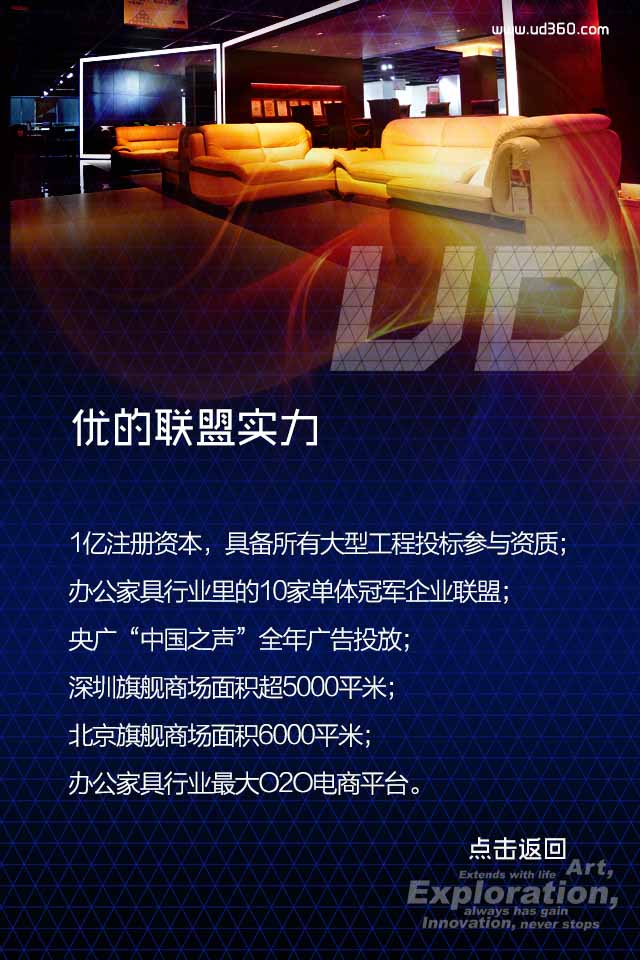 www.ud360.com
UD
优的联盟实力
1亿注册资本，具备所有大型工程投标参与资质；
办公家具行业里的10家单体冠军企业联盟；
央广“中国之声”全年广告投放；
深圳旗舰商场面积超5000平米；
北京旗舰商场面积6000平米；
办公家具行业最大O2O电商平台。
点击返回
Extends with life Art,
Exploration,
always has gain
Innovation, never stops